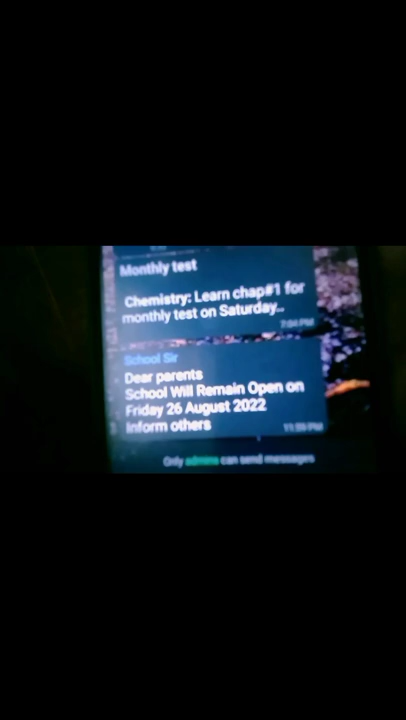 Monthly test
Chemistry: Learn chap#1 for
monthly test on Saturday..
7:04 PM
School Sir
Dear parents
School Will Remain Open on
Friday 26 August 2022
Inform others
11:59 PM
Only admins can send messages